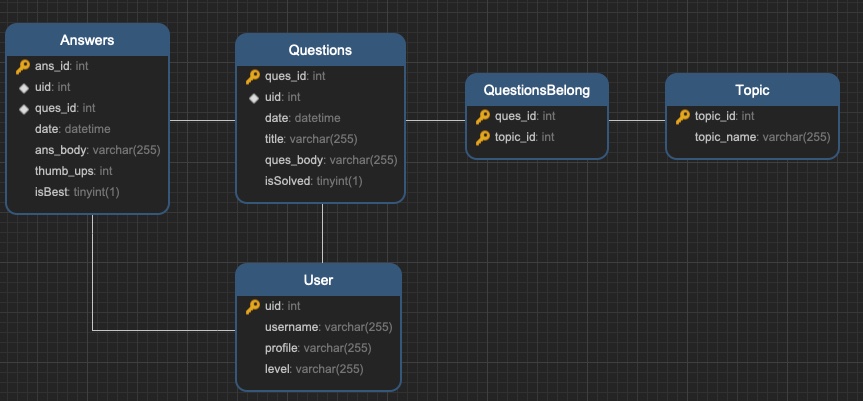 Answers
ans_id: int
uid: int
ques_id: int
date: datetime
ans_body: varchar(255)
thumb_ups: int
isBest: tinyint(1)
Questions
ques_id: int
uid: int
date: datetime
title: varchar(255)
ques_body: varchar(255)
isSolved: tinyint(1)
QuestionsBelong
ques_id: int
topic_id: int
Topic
topic_id: int
topic_name: varchar(255)
User
uid: int
username: varchar(255)
profile: varchar(255)
level: varchar(255)